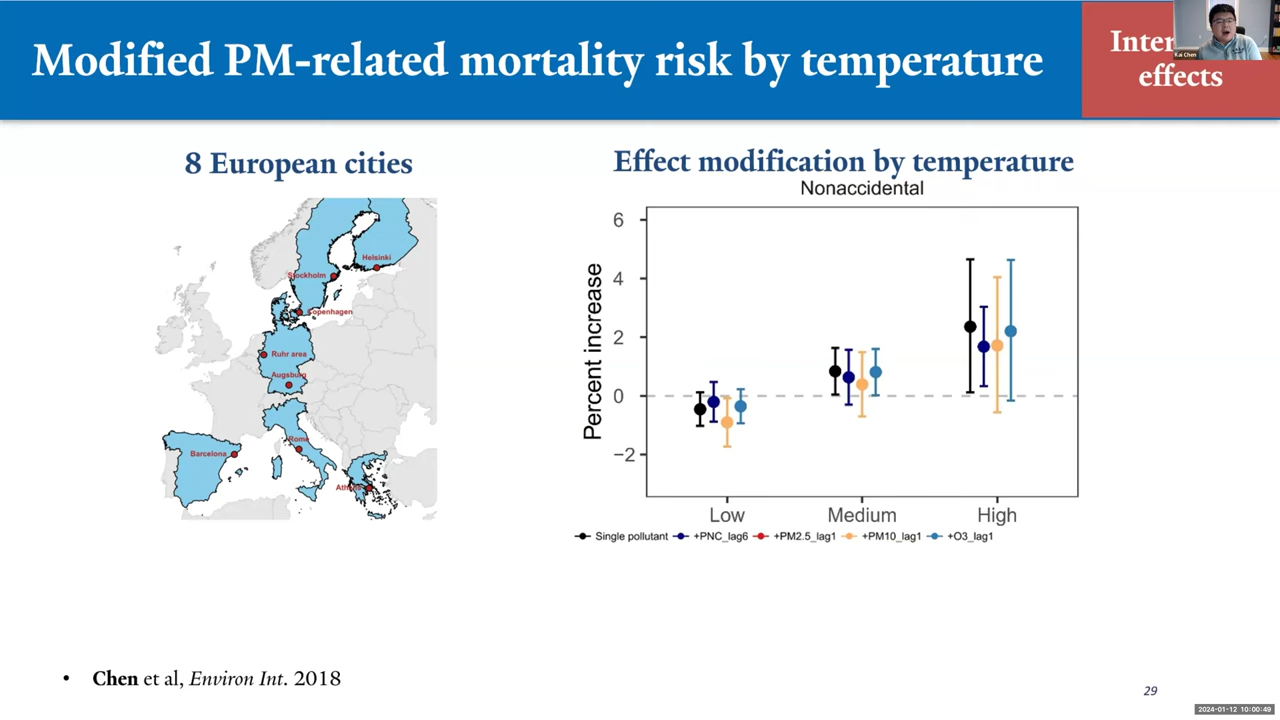 Modified PM-related mortality risk by temperature
effects
Kai Chen
8 European cities
Effect modification by temperature
Nonaccidental
Helsinki
Stockholm
Copenhagen
Ruhr area
Augsburg
Rome
Barcelona
Percent increase
6
4
2
0
−2
Low Medium High
Single pollutant +PNC_lag6 +PM2.5_lag1 +PM10_lag1 +O3_lag1
• Chen et al, Environ Int. 2018
29
2024-01-12 10:00:49